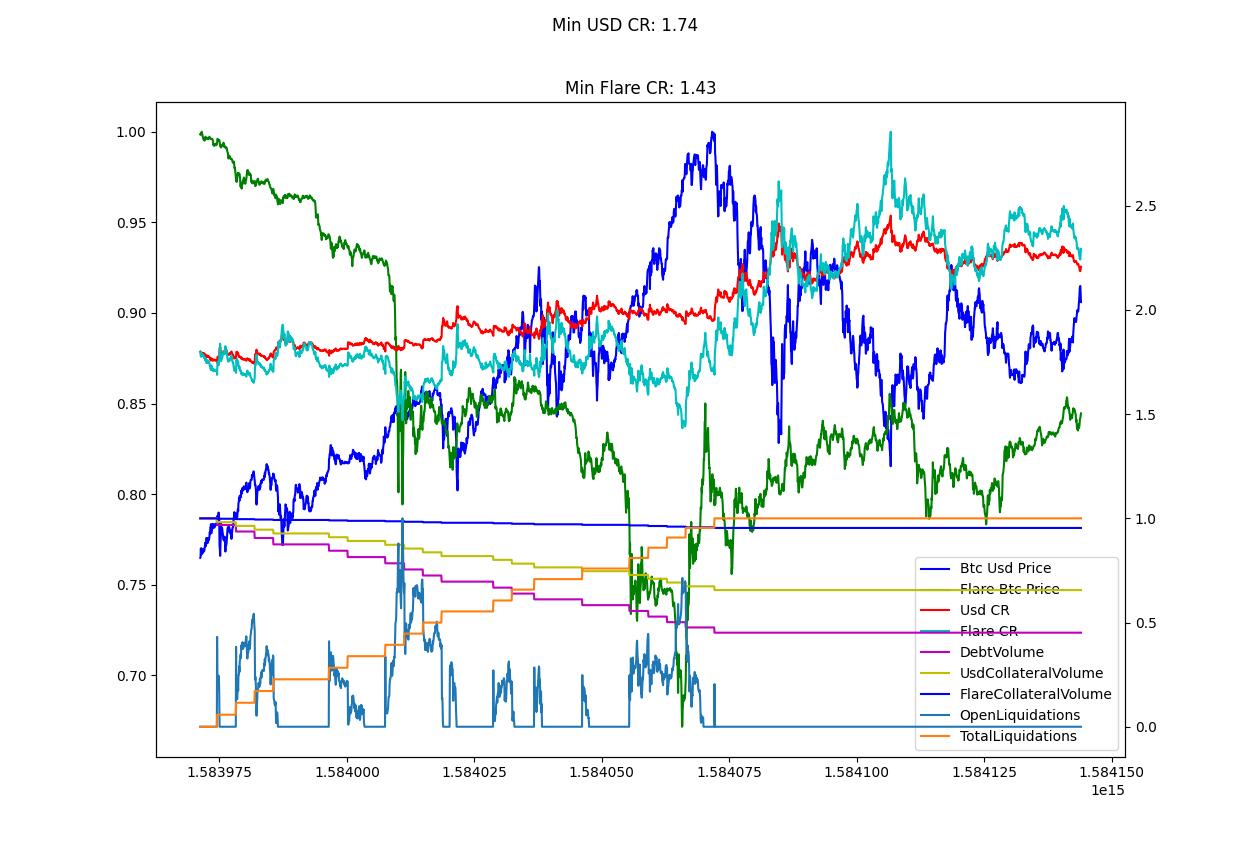 Min USD CR: 1.74
Min Flare CR: 1.43
1.00
0.95
0.90
0.85
0.80
0.75
0.70
2.5
2.0
1.5
1.0
0.5
0.0
Btc Usd Price
Flare Btc Price
Usd CR
Flare CR
DebtVolume
UsdCollateralVolume
FlareCollateralVolume
OpenLiquidations
TotalLiquidations
1.583975 1.584000 1.584025 1.584050 1.584075 1.584100 1.584125 1.584150
1e15